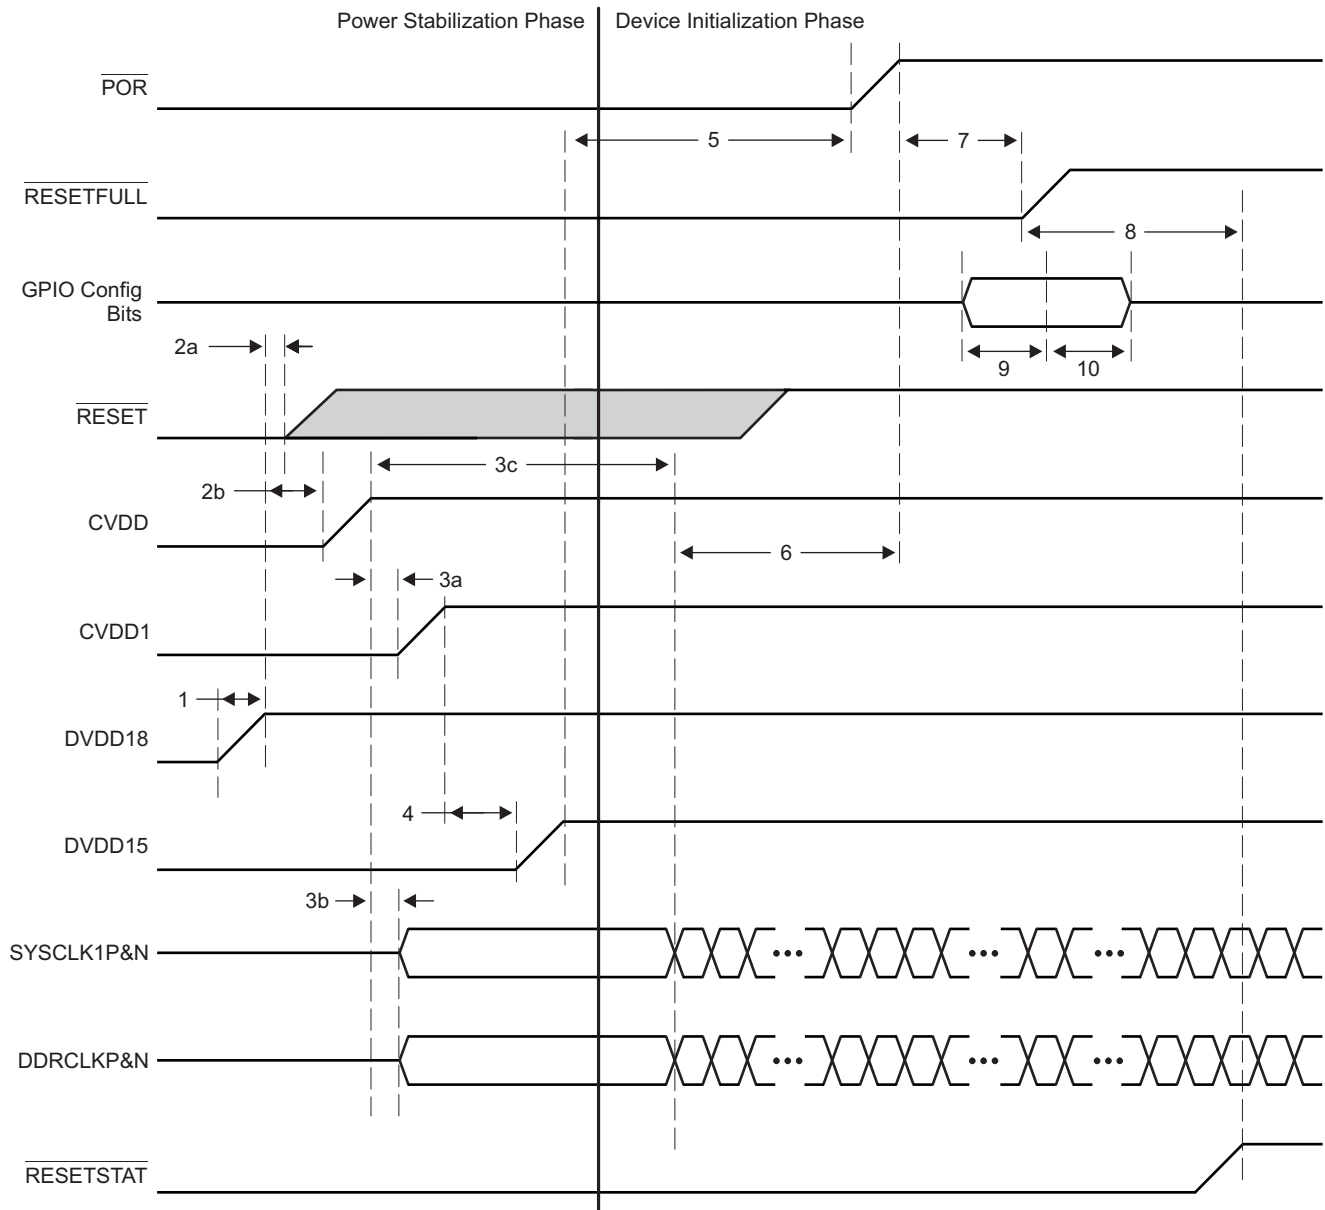 Power Stabilization Phase
Device Initialization Phase
POR
5
7
RESETFULL
8
GPIO Config
Bits
2a
9
10
RESET
3c
2b
CVDD
6
3a
CVDD1
1
DVDD18
4
DVDD15
3b
SYSCLK1P&N
DDRCLKP&N
RESETSTAT